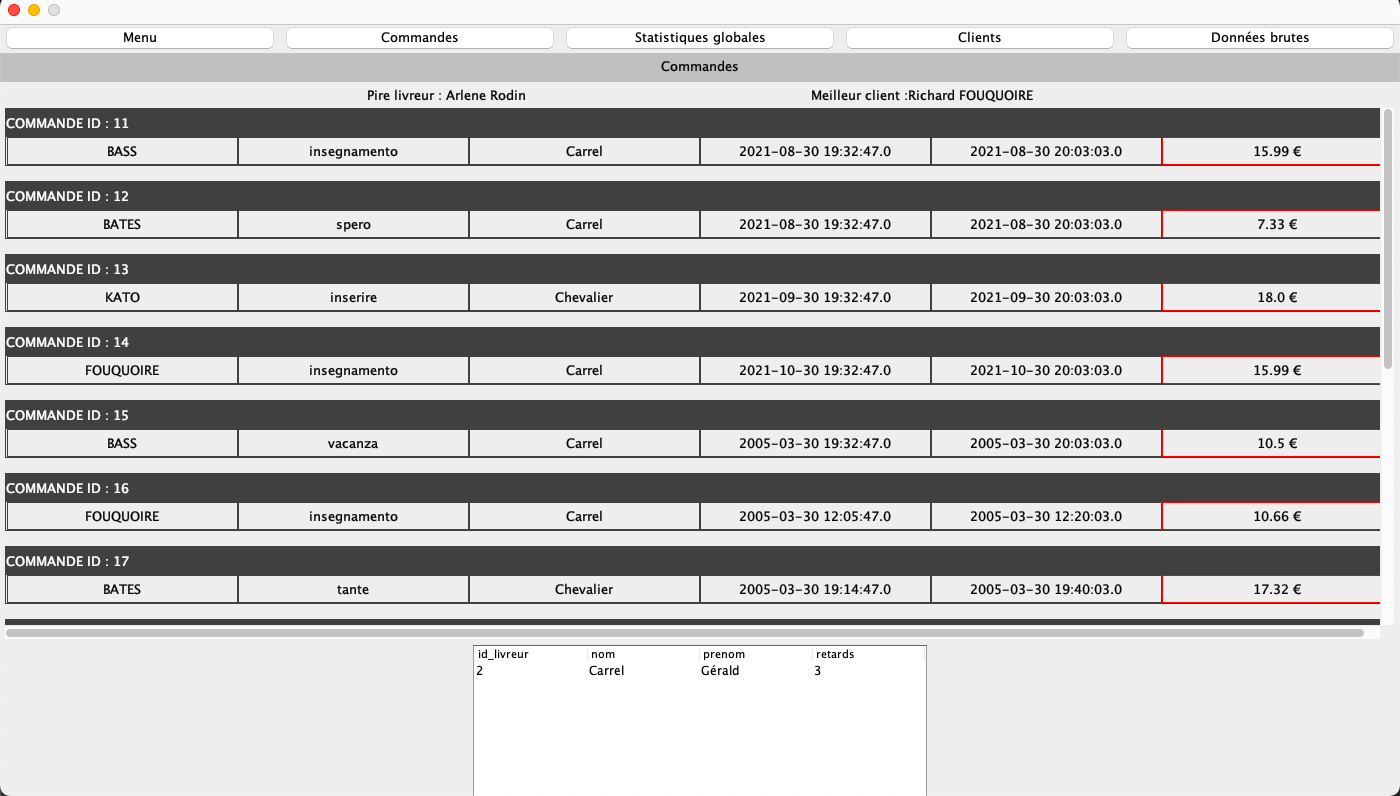 Menu Commandes Statistiques globales Clients Données brutes
Commandes
Pire livreur : Arlene Rodin Meilleur client :Richard FOUQUOIRE
COMMANDE ID : 11
BASS insegnamento Carrel 2021-08-30 19:32:47.0 2021-08-30 20:03:03.0 15.99 €
COMMANDE ID : 12
BATES spero Carrel 2021-08-30 19:32:47.0 2021-08-30 20:03:03.0 7.33 €
COMMANDE ID : 13
KATO inserire Chevalier 2021-09-30 19:32:47.0 2021-09-30 20:03:03.0 18.0 €
COMMANDE ID : 14
FOUQUOIRE insegnamento Carrel 2021-10-30 19:32:47.0 2021-10-30 20:03:03.0 15.99 €
COMMANDE ID : 15
BASS vacanza Carrel 2005-03-30 19:32:47.0 2005-03-30 20:03:03.0 10.5 €
COMMANDE ID : 16
FOUQUOIRE insegnamento Carrel 2005-03-30 12:05:47.0 2005-03-30 12:20:03.0 10.66 €
COMMANDE ID : 17
BATES tante Chevalier 2005-03-30 19:14:47.0 2005-03-30 19:40:03.0 17.32 €
id_livreur nom prenom retards
2 Carrel Gérald 3